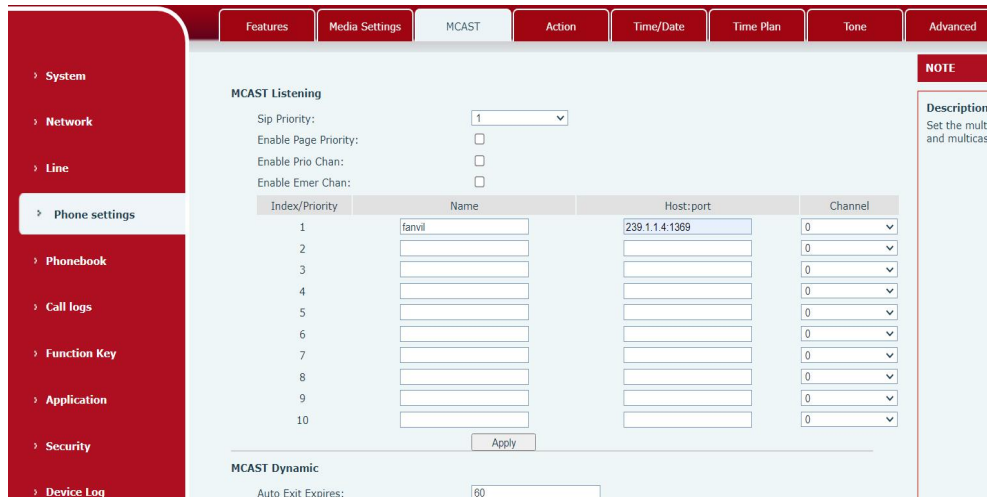 Features Media Settings MCAST Action Time/Date Time Plan Tone Advanced
› System
› Network
› Line
› Phone settings
› Phonebook
› Call logs
› Function Key
› Application
› Security
› Device Log
MCAST Listening
Sip Priority: 1
Enable Page Priority:
Enable Prio Chan:
Enable Emer Chan:
Index/Priority Name Host:port Channel
1 fanvil 239.1.1.4:1369 0
2 0
3 0
4 0
5 0
6 0
7 0
8 0
9 0
10 0
Apply
MCAST Dynamic
Auto Exit Expires: 60
NOTE
Description
Set the mult
and multicas